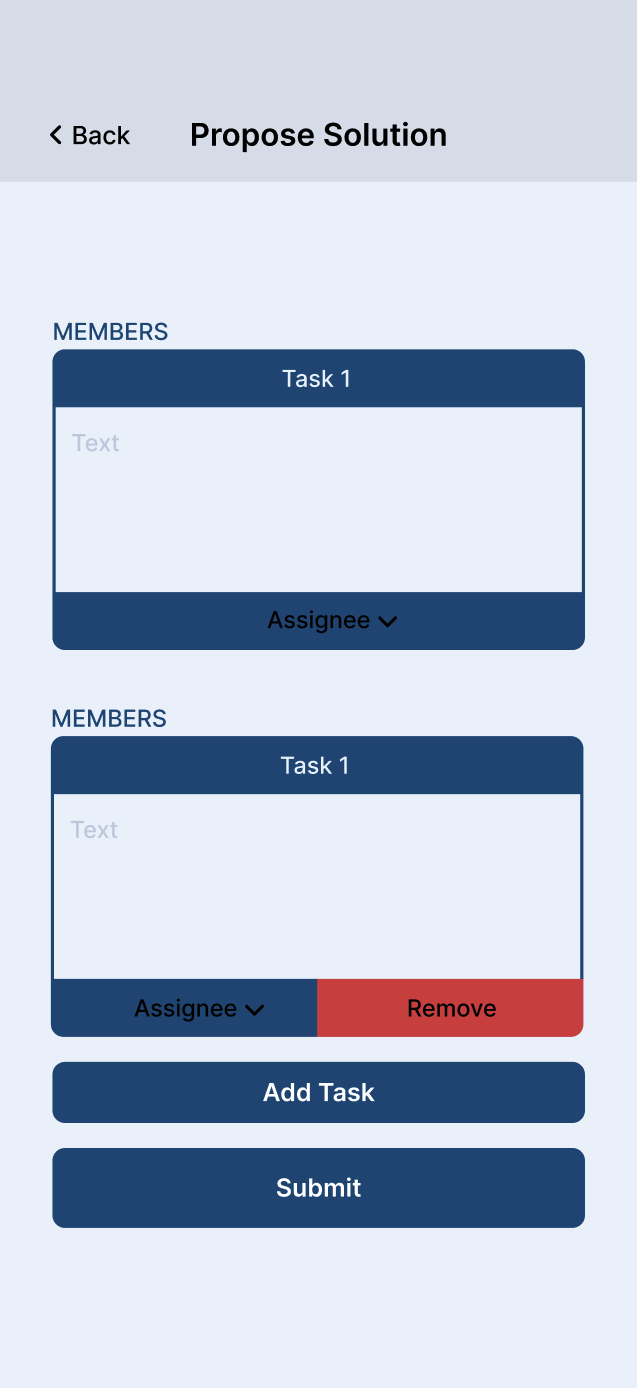 Back Propose Solution
MEMBERS
Task 1
Text
Assignee
MEMBERS
Task 1
Text
Assignee Remove
Add Task
Submit